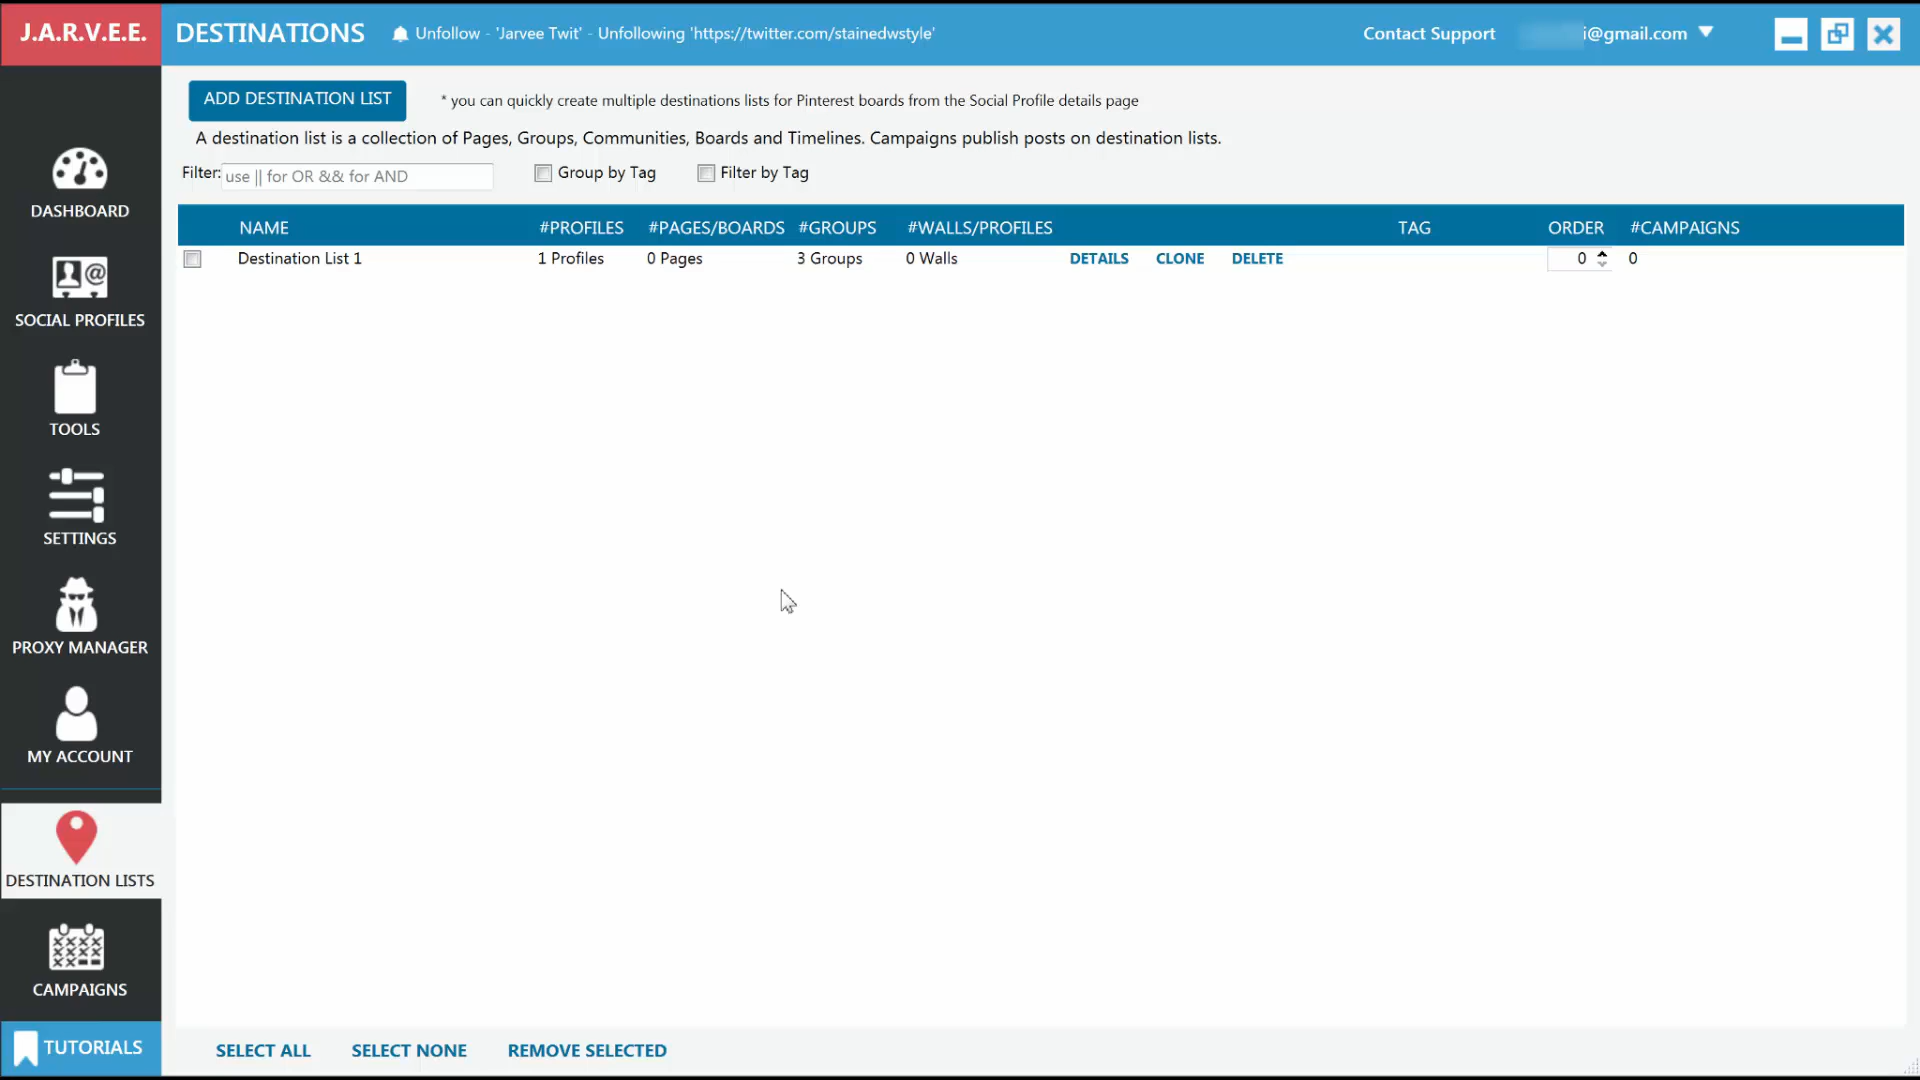 J.A.R.V.E.E.
DESTINATIONS
Unfollow - 'Jarvee Twit' - Unfollowing 'https://twitter.com/stainedwstyle'
Contact Support
i@gmail.com
ADD DESTINATION LIST
* you can quickly create multiple destinations lists for Pinterest boards from the Social Profile details page
A destination list is a collection of Pages, Groups, Communities, Boards and Timelines. Campaigns publish posts on destination lists.
Filter: use || for OR && for AND
Group by Tag
Filter by Tag
NAME #PROFILES #PAGES/BOARDS #GROUPS #WALLS/PROFILES TAG ORDER #CAMPAIGNS
Destination List 1 1 Profiles 0 Pages 3 Groups 0 Walls DETAILS CLONE DELETE 0 0
DASHBOARD
SOCIAL PROFILES
TOOLS
SETTINGS
PROXY MANAGER
MY ACCOUNT
DESTINATION LISTS
CAMPAIGNS
TUTORIALS
SELECT ALL SELECT NONE REMOVE SELECTED